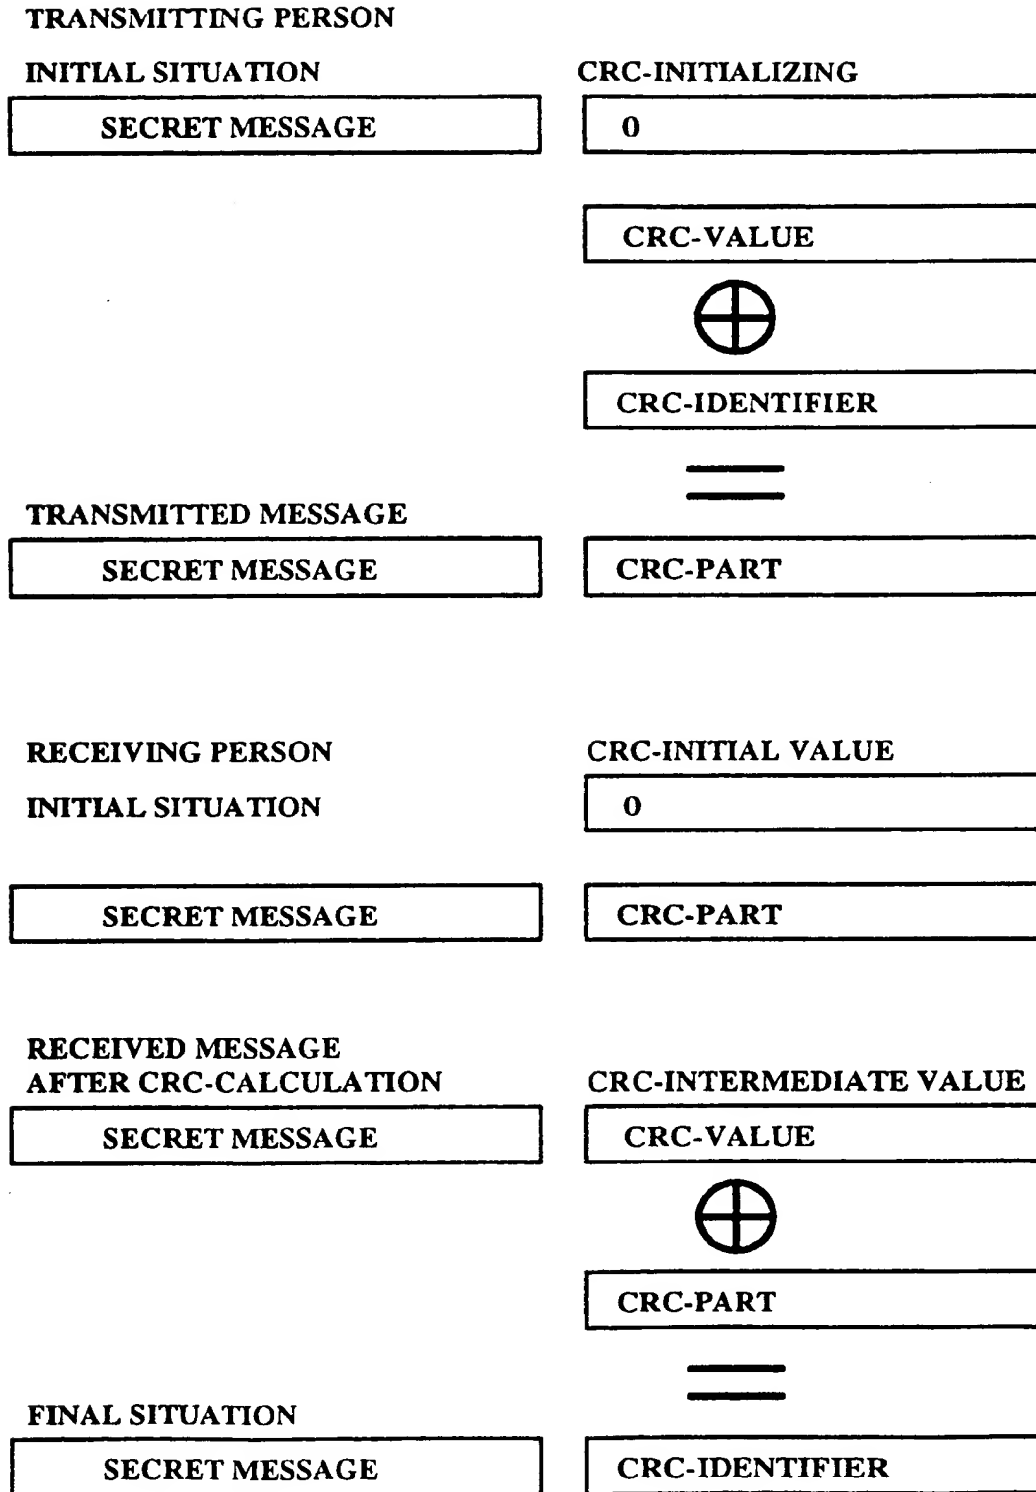 TRANSMITTING PERSON
INITIAL SITUATION CRC-INITIALIZING
SECRET MESSAGE 0
CRC-VALUE
CRC-IDENTIFIER
TRANSMITTED MESSAGE
SECRET MESSAGE CRC-PART
RECEIVING PERSON CRC-INITIAL VALUE
INITIAL SITUATION 0
SECRET MESSAGE CRC-PART
RECEIVED MESSAGE
AFTER CRC-CALCULATION CRC-INTERMEDIATE VALUE
SECRET MESSAGE CRC-VALUE
CRC-PART
FINAL SITUATION
SECRET MESSAGE CRC-IDENTIFIER